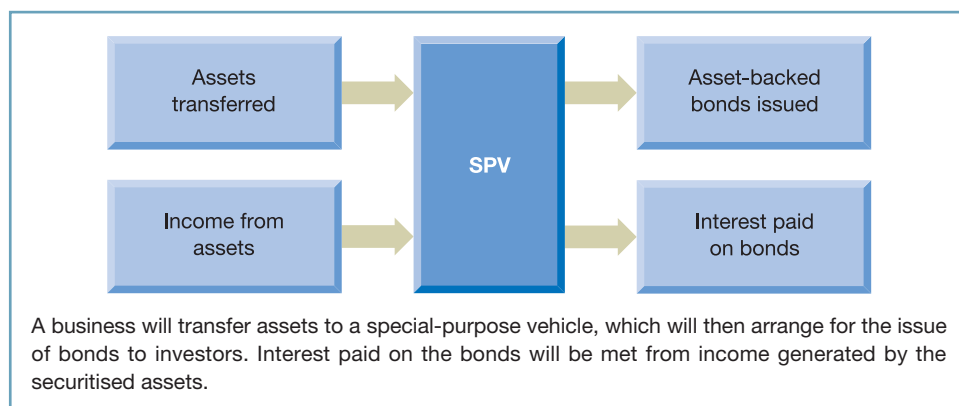 Assets
transferred
Asset-backed
bonds issued
SPV
Income from
assets
Interest paid
on bonds
A business will transfer assets to a special-purpose vehicle, which will then arrange for the issue
of bonds to investors. Interest paid on the bonds will be met from income generated by the
securitised assets.